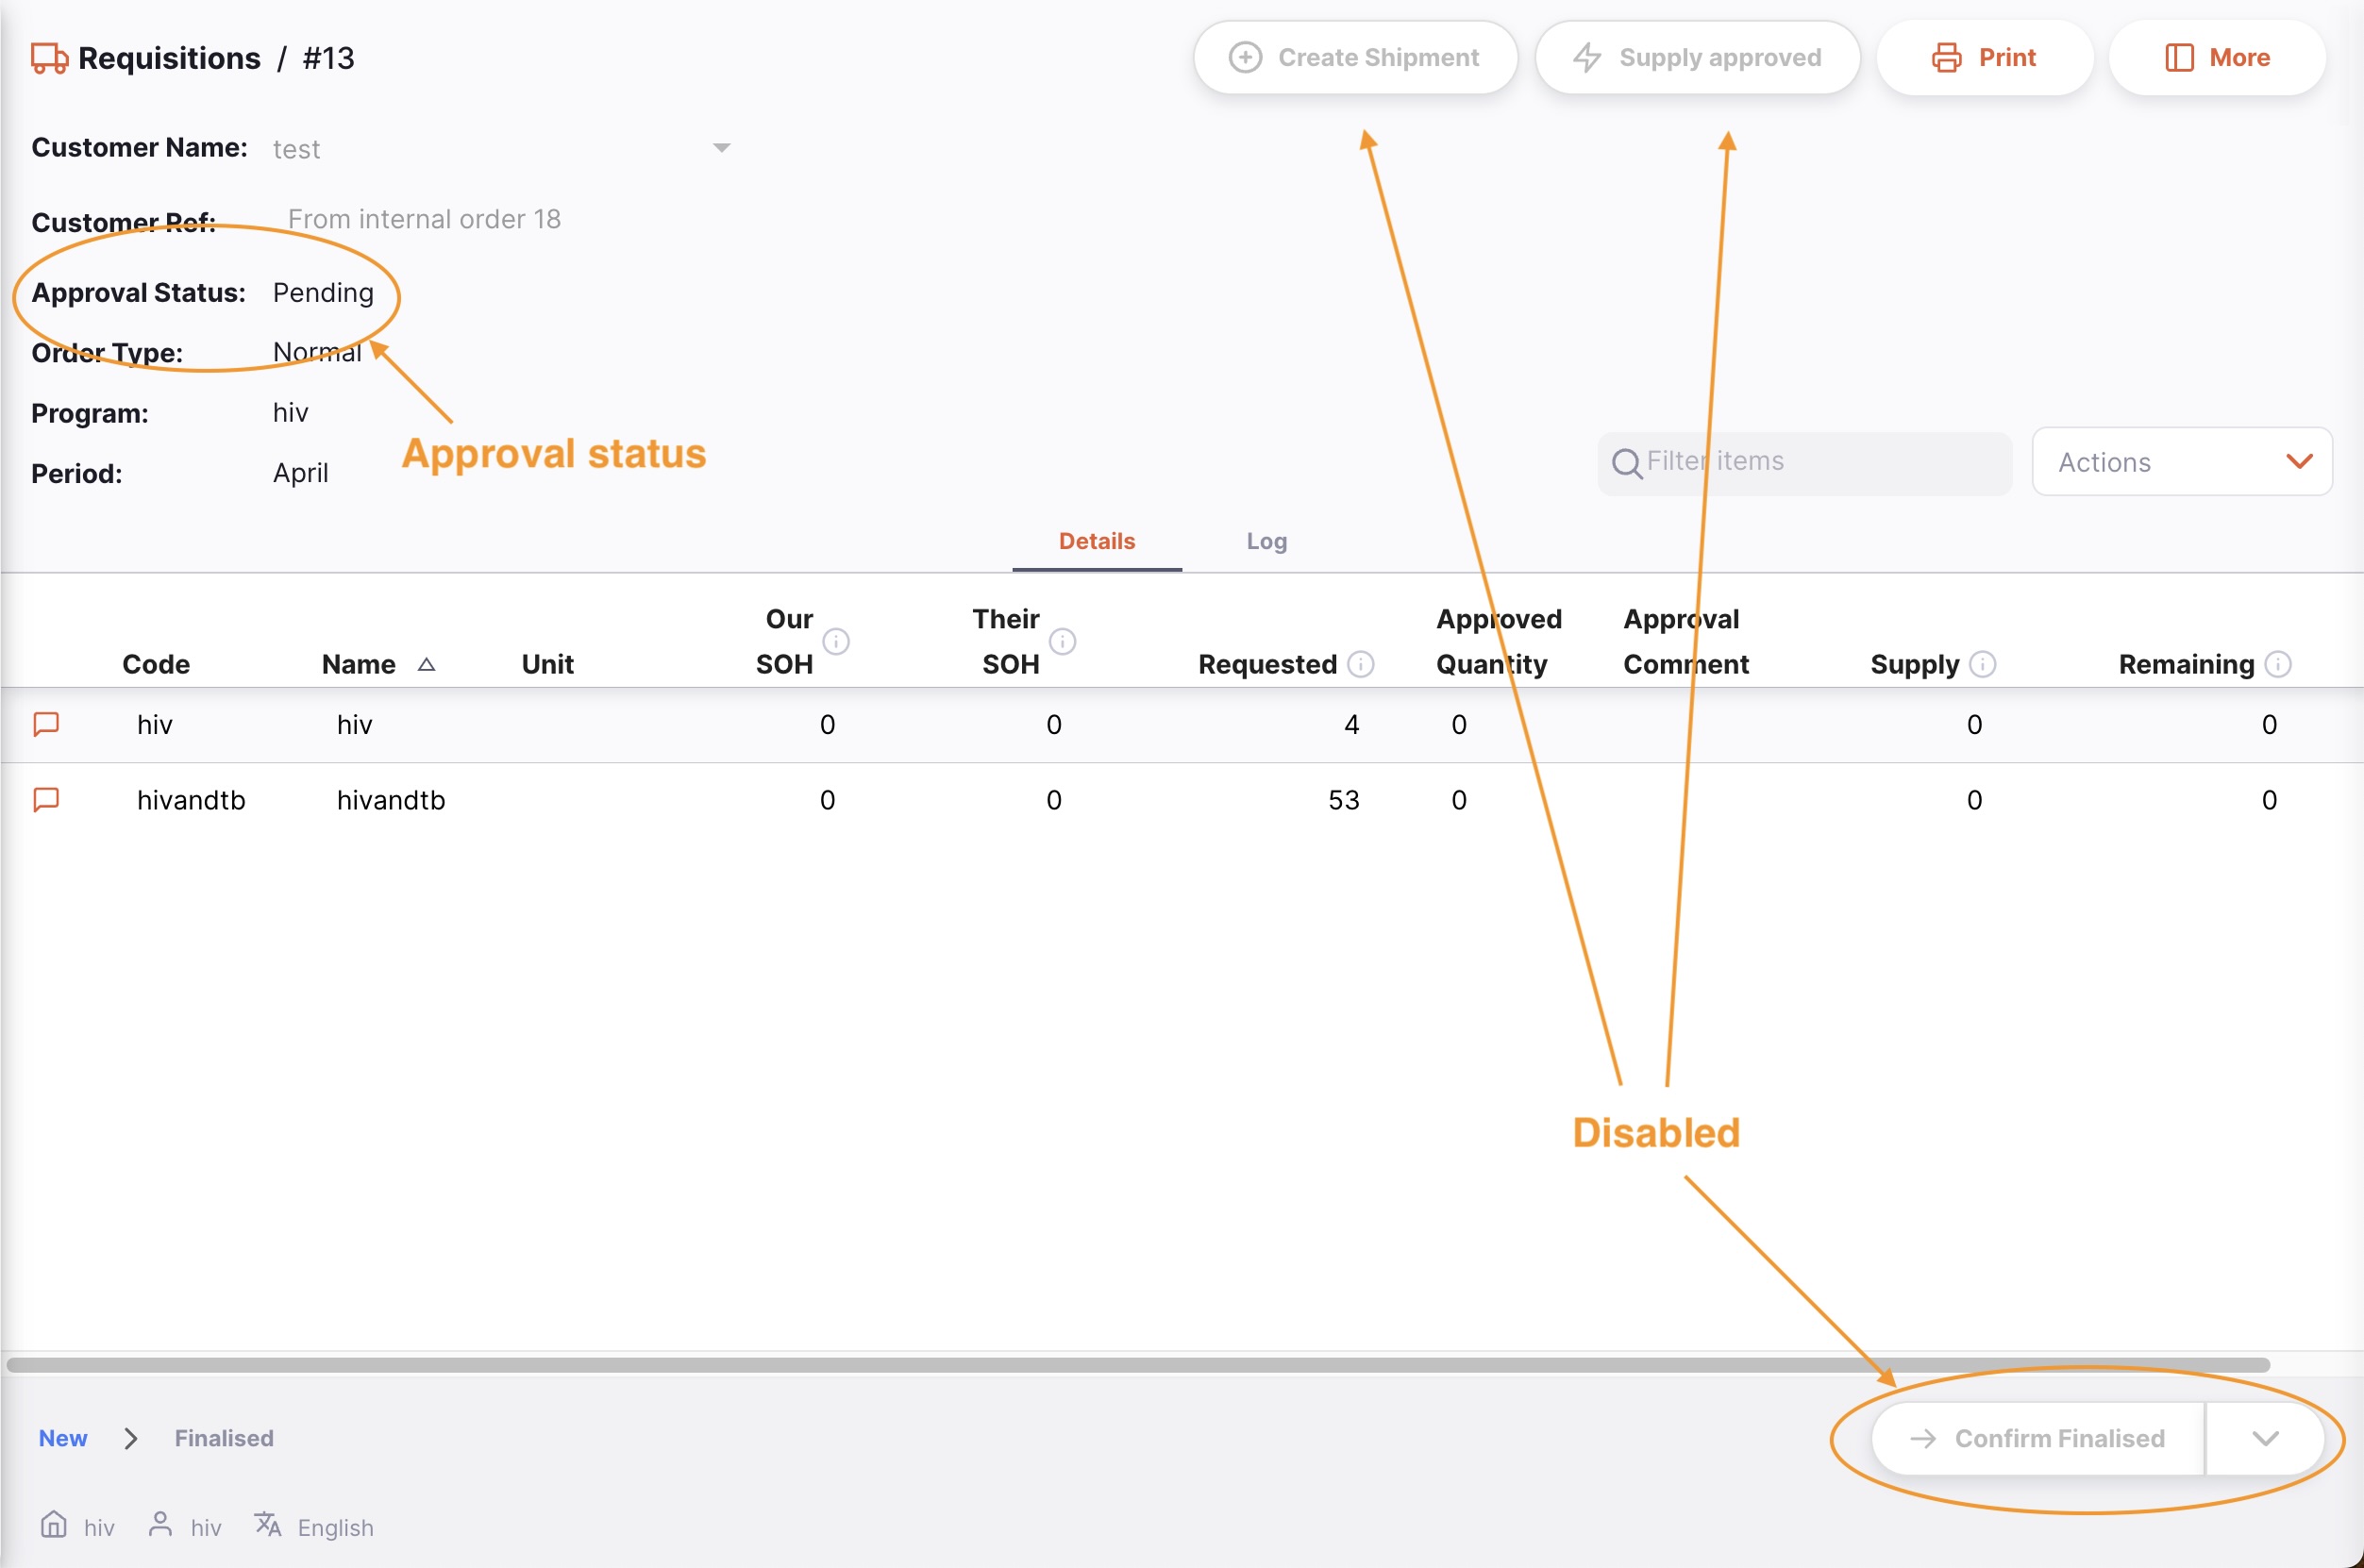 Requisitions / #13
Create Shipment
Supply approved
Print
More
Customer Name: test
Customer Ref: From internal order 18
Approval Status: Pending
Order Type: Normal
Program: hiv
Approval status
Filter items
Actions
Period: April
Details Log
Code Name Unit Our SOH Their SOH Requested Approved Quantity Approval Comment Supply Remaining
hiv hiv 0 0 4 0 0 0
hivandtb hivandtb 0 0 53 0 0 0
Disabled
New > Finalised
Confirm Finalised
hiv hiv English